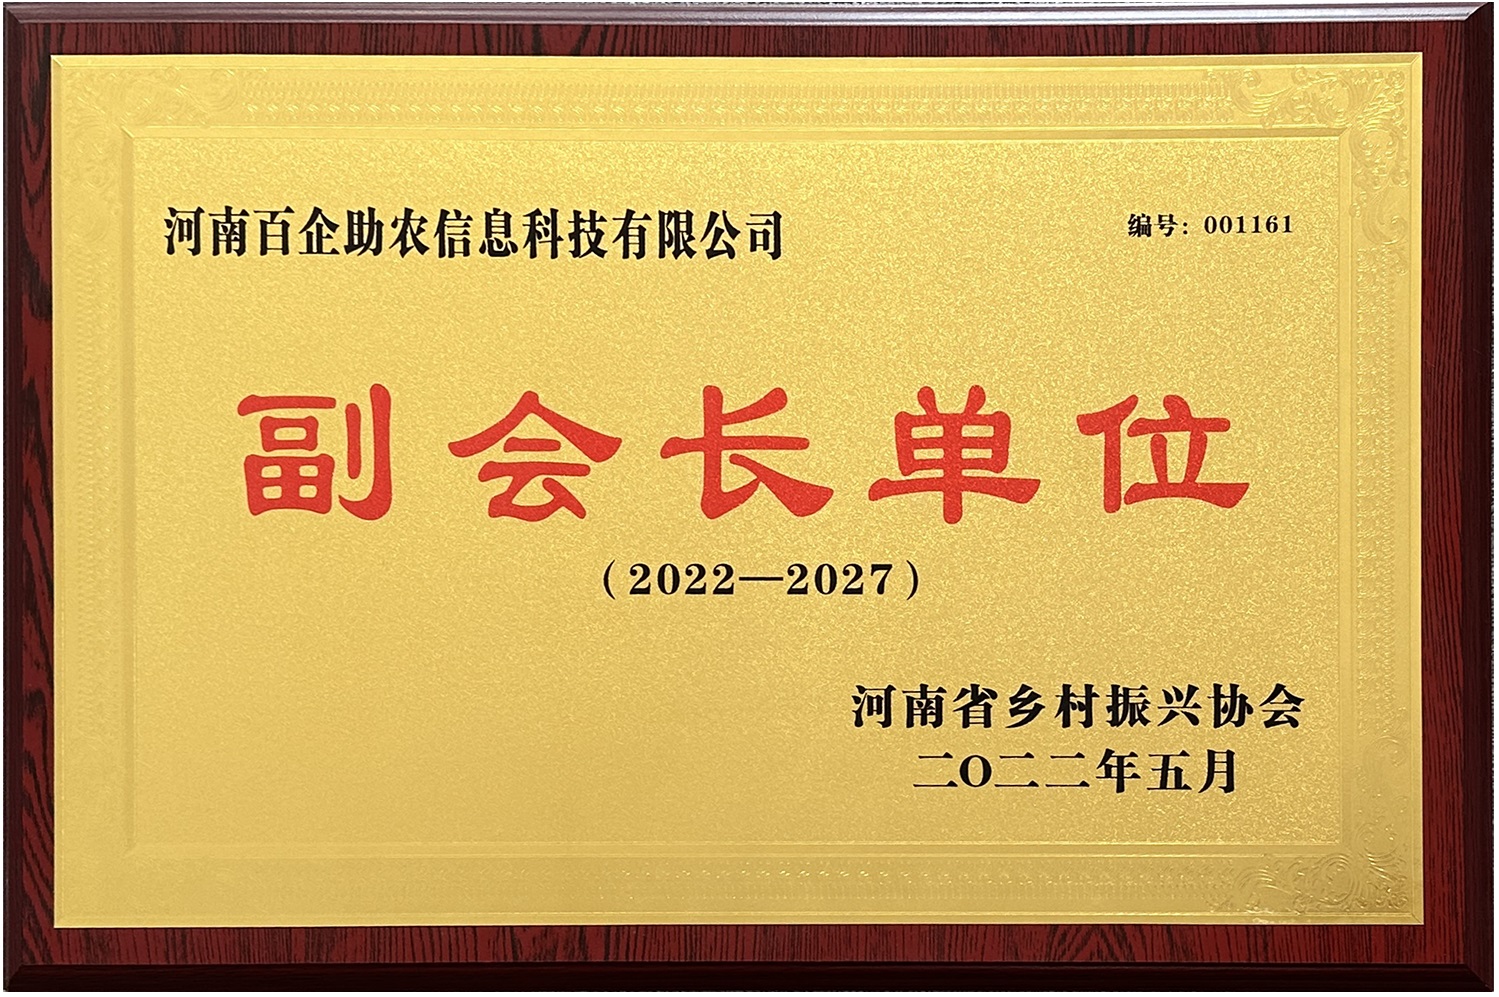 河南百企助农信息科技有限公司
编号：001161
副会长单位
（2022—2027）
河南省乡村振兴协会
二〇二二年五月